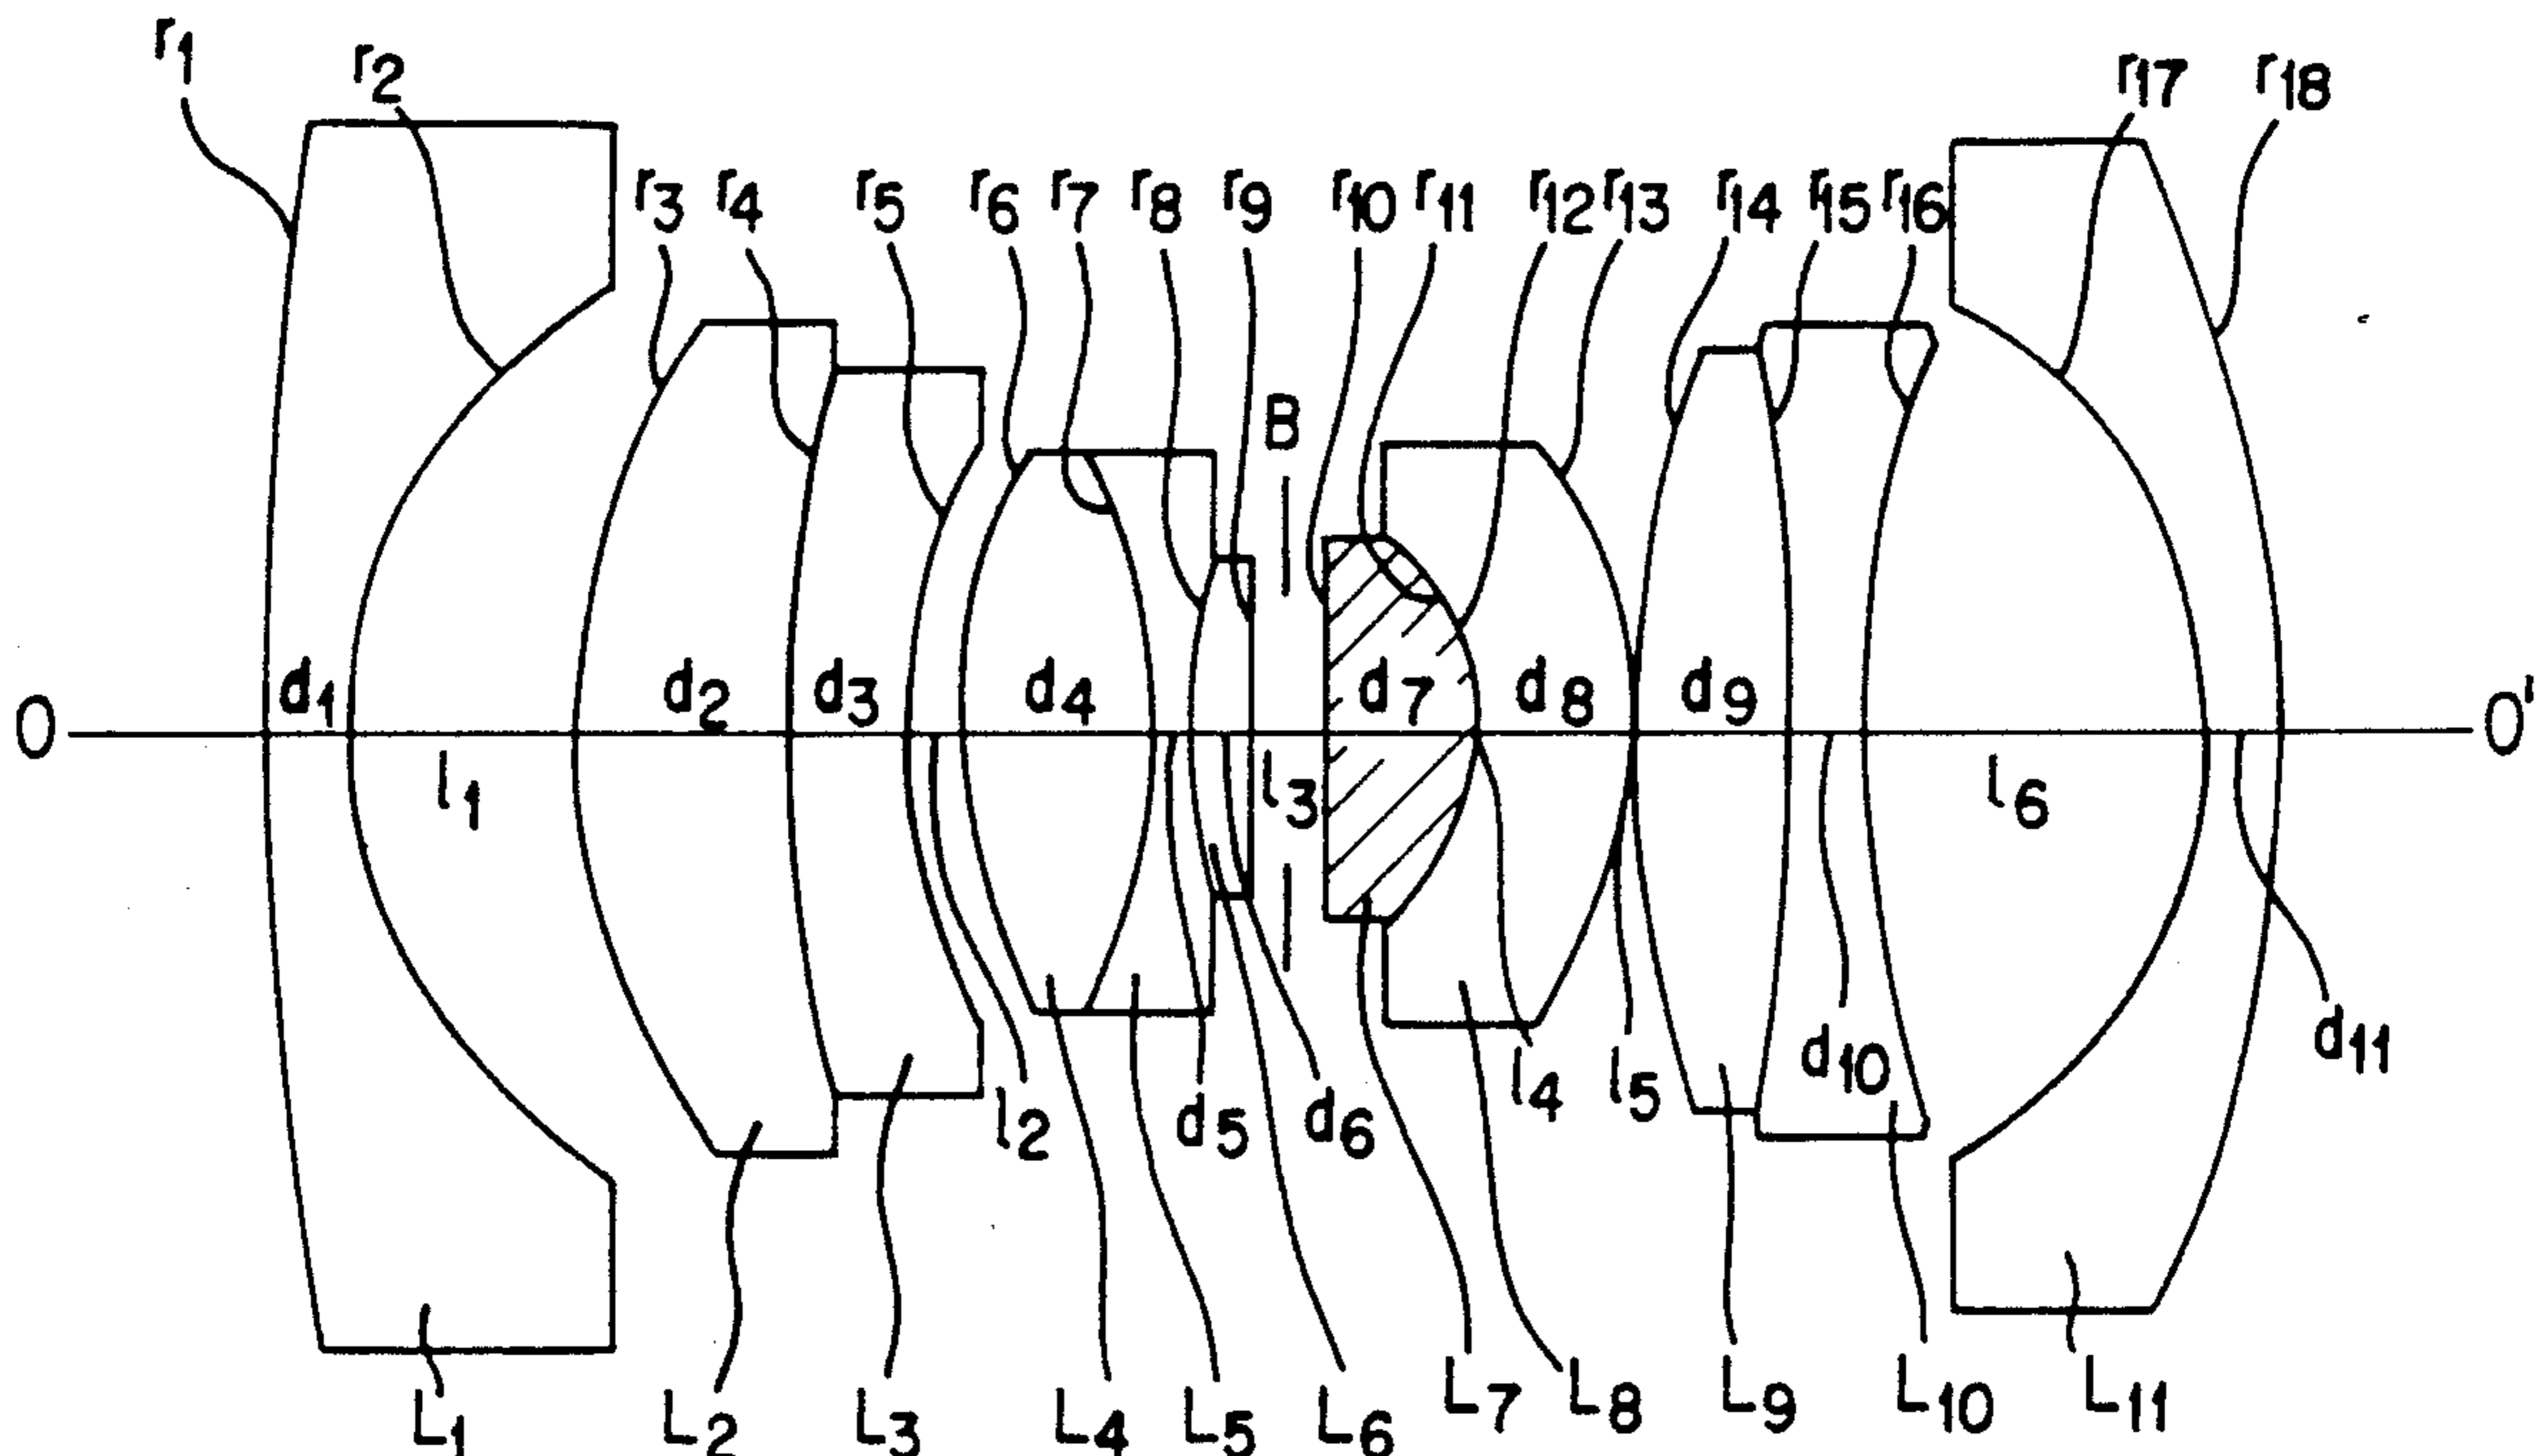 r1 r2 r17 r18
r3 r4 r5 r6 r7 r8 r9 r10 r11 r12 r13 r14 r15 r16
B
d1 d2 d3 d4 d7 d8 d9
O O'
l1 l3 l6
l2 d5 d6 l4 l5 d10 d11
L1 L2 L3 L4 L5 L6 L7 L8 L9 L10 L11